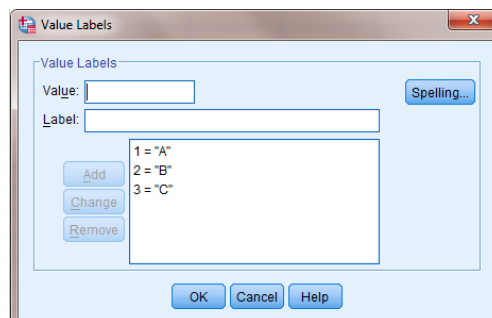 Value Labels
Value Labels
Value:
Spelling...
Label:
1 = "A"
2 = "B"
3 = "C"
Add
Change
Remove
OK Cancel Help